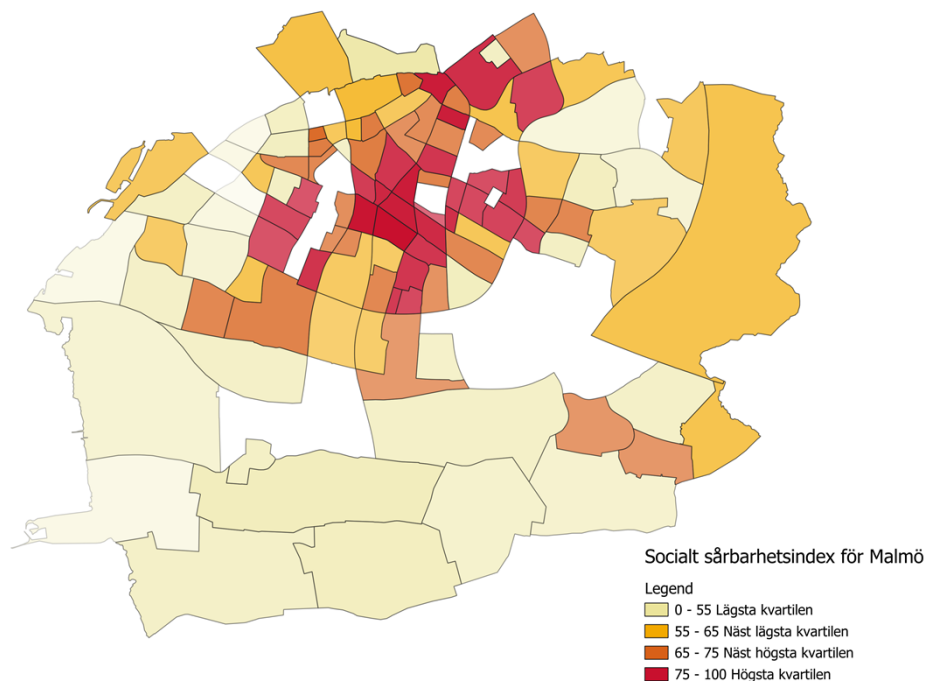 Socialt sårbarhetsindex för Malmö
Legend
0 - 55 Lägsta kvartilen
55 - 65 Näst lägsta kvartilen
65 - 75 Näst högsta kvartilen
75 - 100 Högsta kvartilen